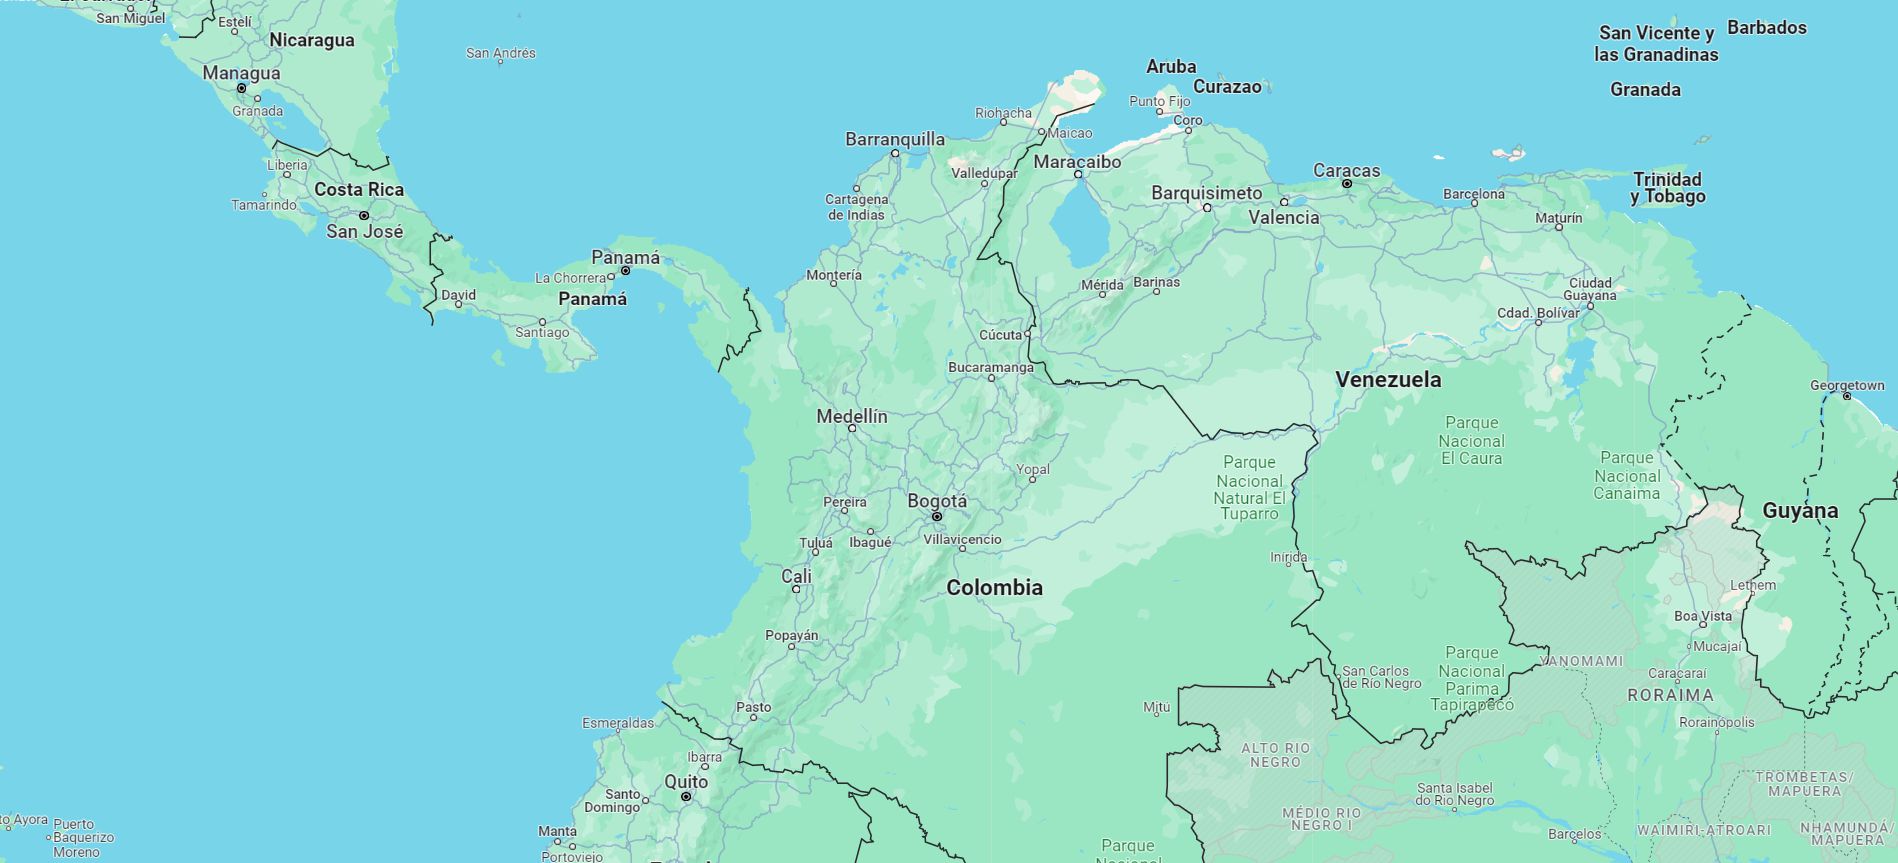 San Miguel
Estelí
Nicaragua
Managua
Granada
San Andrés
Liberia
Costa Rica
Tamarindo
San José
Panamá
La Chorrera
David
Panamá
Santiago
Aruba
Curazao
San Vicente y
las Granadinas
Barbados
Granada
Riohacha
Punto Fijo
Maicao
Coro
Barranquilla
Maracaibo
Valledupar
Cartagena
de Indias
Barquisimeto
Caracas
Valencia
Barcelona
Maturín
Trinidad
y Tobago
Montería
Mérida
Barinas
Ciudad
Guayana
Cdad. Bolívar
Cúcuta
Bucaramanga
Venezuela
Georgetown
Medellín
Parque
Nacional
El Caura
Parque
Nacional
Natural El
Tuparro
Parque
Nacional
Canaima
Yopal
Pereira
Bogotá
Guyana
Tuluá
Ibagué
Villavicencio
Inírida
Cali
Colombia
Lethem
Boa Vista
Popayán
Mucajaí
YANOMAMI
Parque
Nacional
Parima
Tapirapecó
San Carlos
de Río Negro
Caracaraí
RORAIMA
Pasto
Mitú
Esmeraldas
Rorainópolis
Ibarra
ALTO RIO
NEGRO
Quito
Santo
Domingo
Santa Isabel
do Rio Negro
TROMBETAS/
MAPUERA
to Ayora
Puerto
Baquerizo
Moreno
Manta
Portoviejo
MÉDIO RIO
NEGRO I
Barcelos
WAIMIRI-ATROARI
NHAMUNDÁ/
MAPUERA
Parque
Nacional